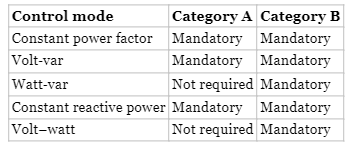 Control mode Category A Category B
Constant power factor Mandatory Mandatory
Volt-var Mandatory Mandatory
Watt-var Not required Mandatory
Constant reactive power Mandatory Mandatory
Volt–watt Not required Mandatory